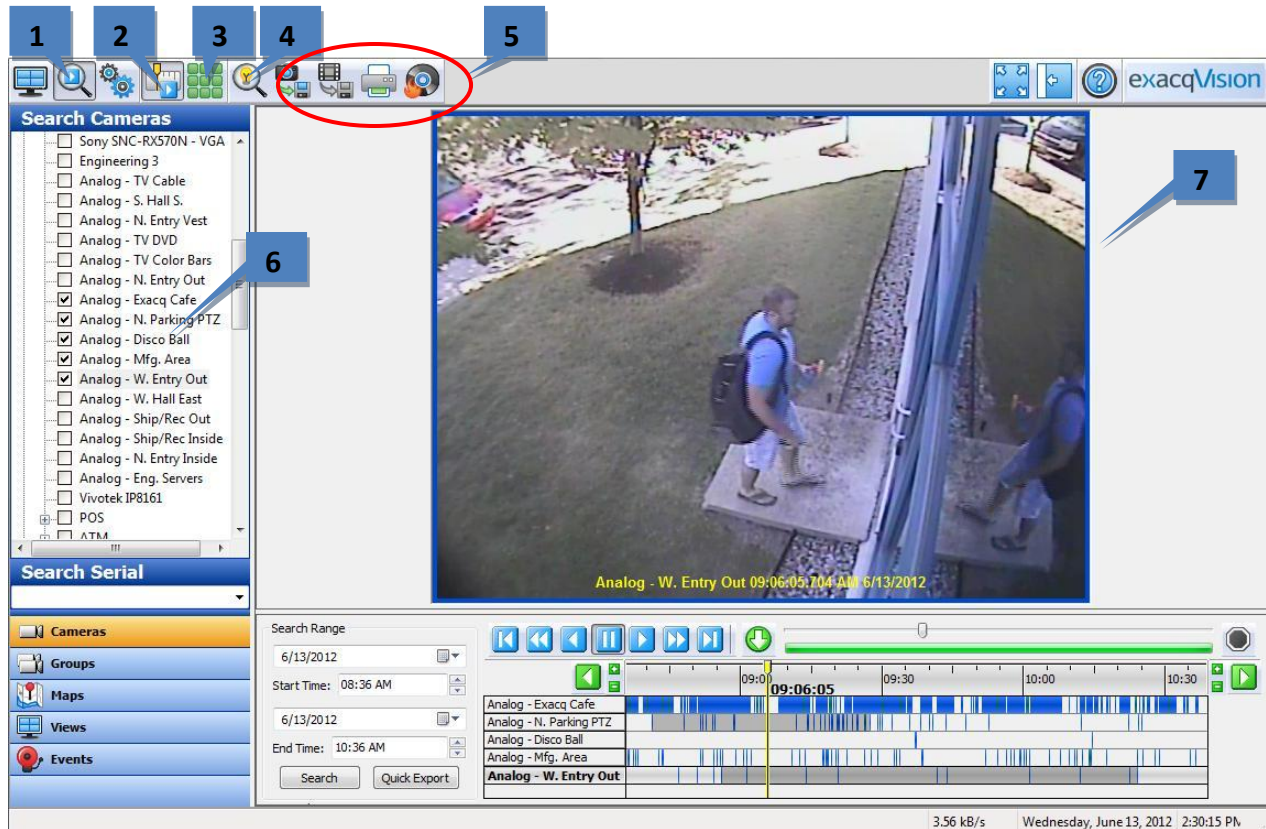 1
2
3
4
5
exacqVision
Search Cameras
Sony SNC-RX570N - VGA
Engineering 3
Analog - TV Cable
Analog - S. Hall S.
Analog - N. Entry Vest
Analog - TV DVD
Analog - TV Color Bars
Analog - N. Entry Out
Analog - Exacq Cafe
Analog - N. Parking PTZ
Analog - Disco Ball
Analog - Mfg. Area
Analog - W. Entry Out
Analog - W. Hall East
Analog - Ship/Rec Out
Analog - Ship/Rec Inside
Analog - N. Entry Inside
Analog - Eng. Servers
Vivotek IP8161
POS
ATM
6
7
Analog - W. Entry Out 09:06:05.704 AM 6/13/2012
Search Serial
Cameras
Groups
Maps
Views
Events
Search Range
6/13/2012
Start Time: 08:36 AM
6/13/2012
End Time: 10:36 AM
Search Quick Export
09:00 09:30 10:00 10:30
09:06:05
Analog - Exacq Cafe
Analog - N. Parking PTZ
Analog - Disco Ball
Analog - Mfg. Area
Analog - W. Entry Out
3.56 kB/s Wednesday, June 13, 2012 2:30:15 PM